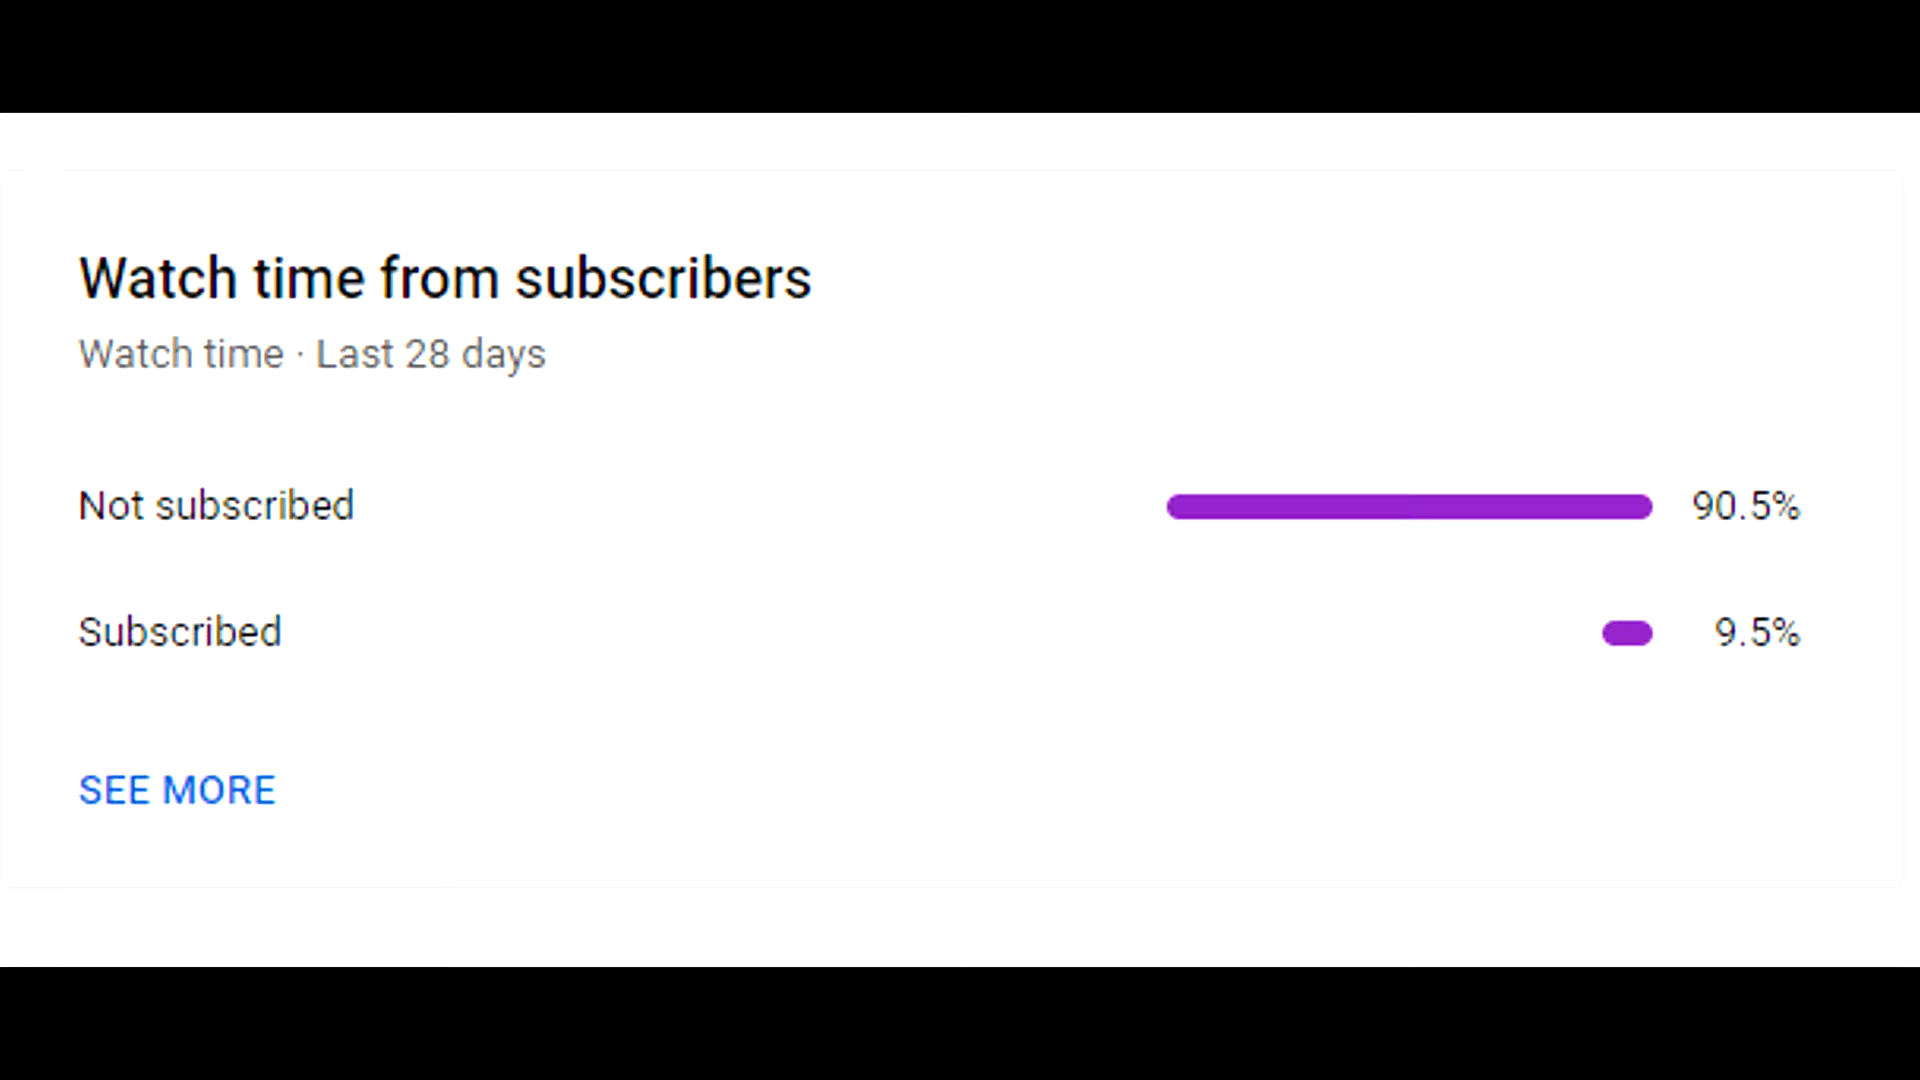 Watch time from subscribers
Watch time · Last 28 days
Not subscribed 90.5%
Subscribed 9.5%
SEE MORE